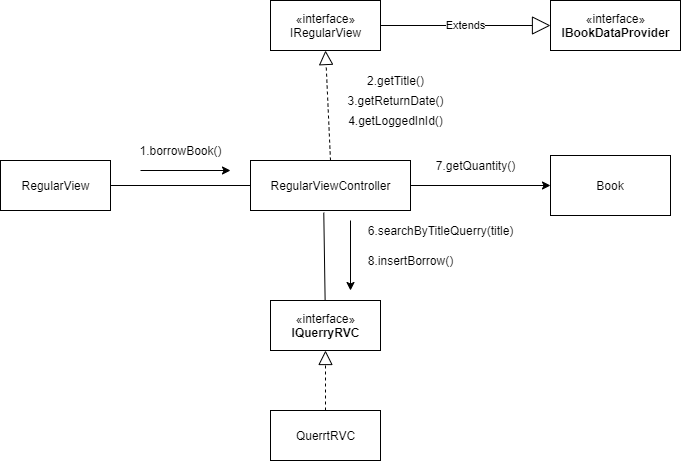 «interface»
IRegularView
Extends
«interface»
IBookDataProvider
2.getTitle()
3.getReturnDate()
4.getLoggedInId()
1.borrowBook()
7.getQuantity()
RegularView
RegularViewController
Book
6.searchByTitleQuerry(title)
8.insertBorrow()
«interface»
IQuerryRVC
QuerrtRVC